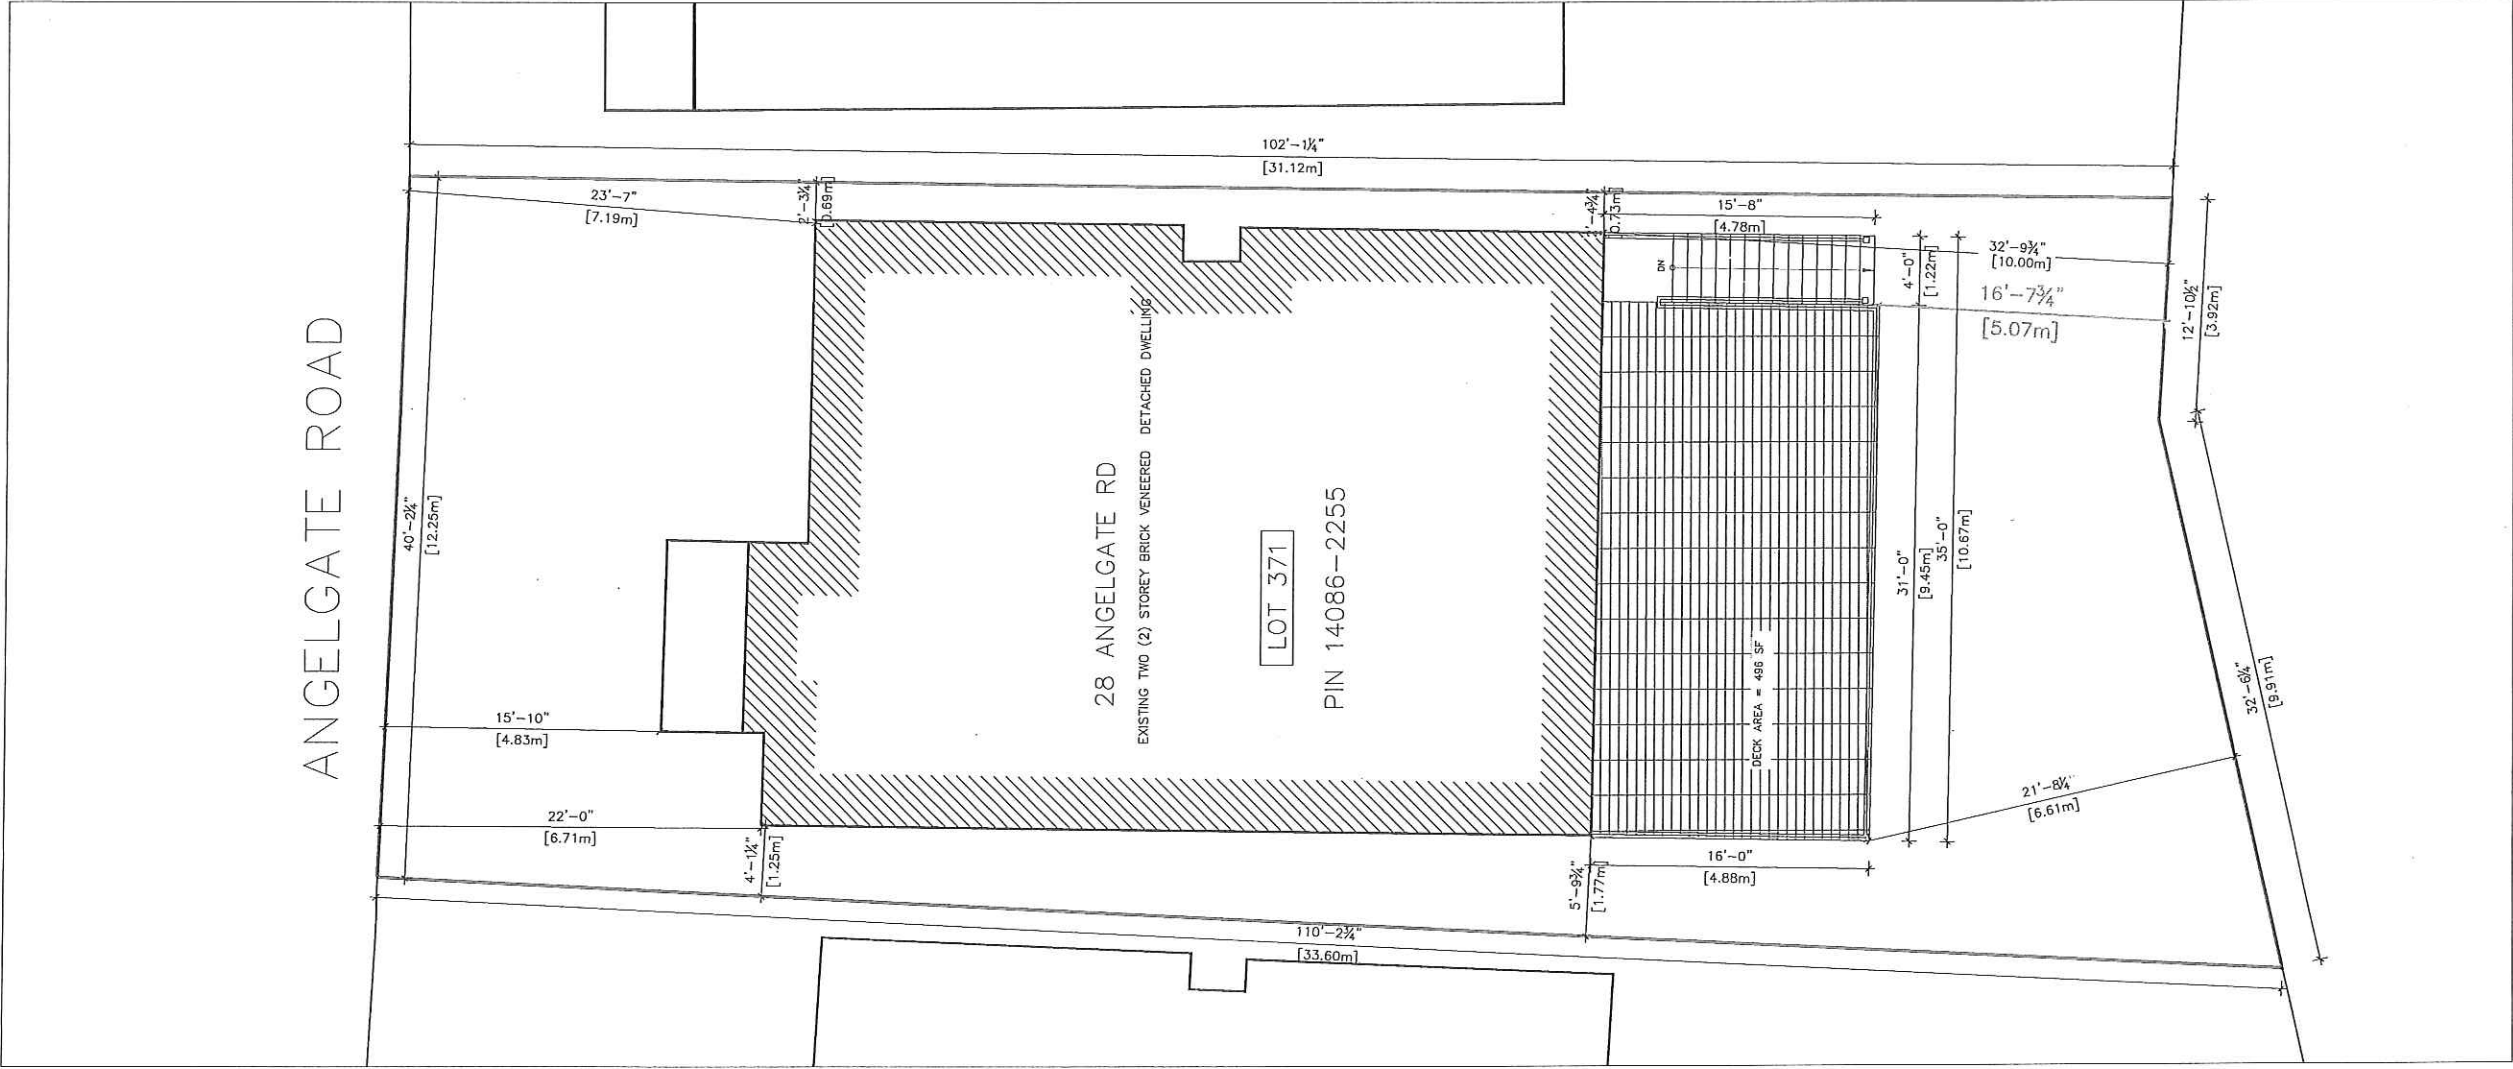 ANGELGATE ROAD
102'-1¼"
[31.12m]
23'-7"
[7.19m]
2'-3¾"
[0.69m]
2'-4¾"
0.73m]
15'-8"
[4.78m]
DN
32'-9¾"
[10.00m]
4'-0"
[1.22m]
16'-7¾"
[5.07m]
12'-10½"
[3.92m]
40'-2¼"
[12.25m]
28 ANGELGATE RD
EXISTING TWO (2) STOREY BRICK VENEERED DETACHED DWELLING
LOT 371
PIN 14086-2255
DECK AREA = 496 SF
31'-0"
[9.45m]
35'-0"
[10.67m]
32'-6¼"
[9.91m]
15'-10"
[4.83m]
22'-0"
[6.71m]
4'-1¼"
[1.25m]
5'-9¾"
[1.77m]
16'-0"
[4.88m]
21'-8¼"
[6.61m]
110'-2¾"
[33.60m]